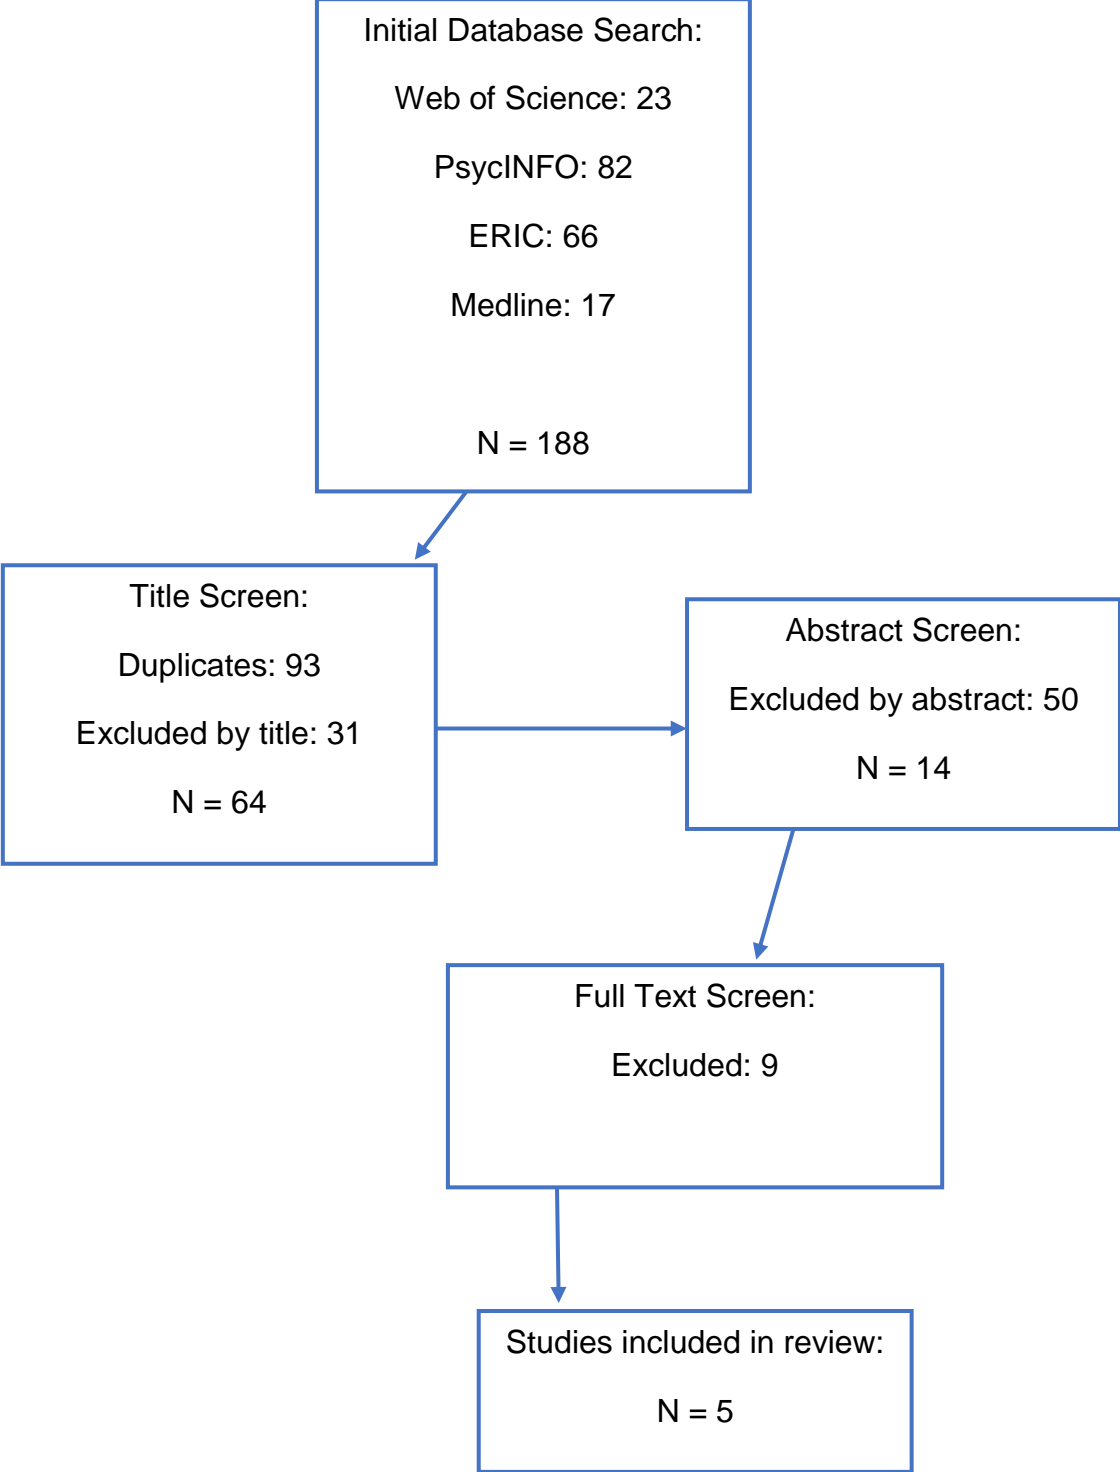 Initial Database Search:
Web of Science: 23
PsycINFO: 82
ERIC: 66
Medline: 17
N = 188
Title Screen:
Duplicates: 93
Excluded by title: 31
N = 64
Abstract Screen:
Excluded by abstract: 50
N = 14
Full Text Screen:
Excluded: 9
Studies included in review:
N = 5